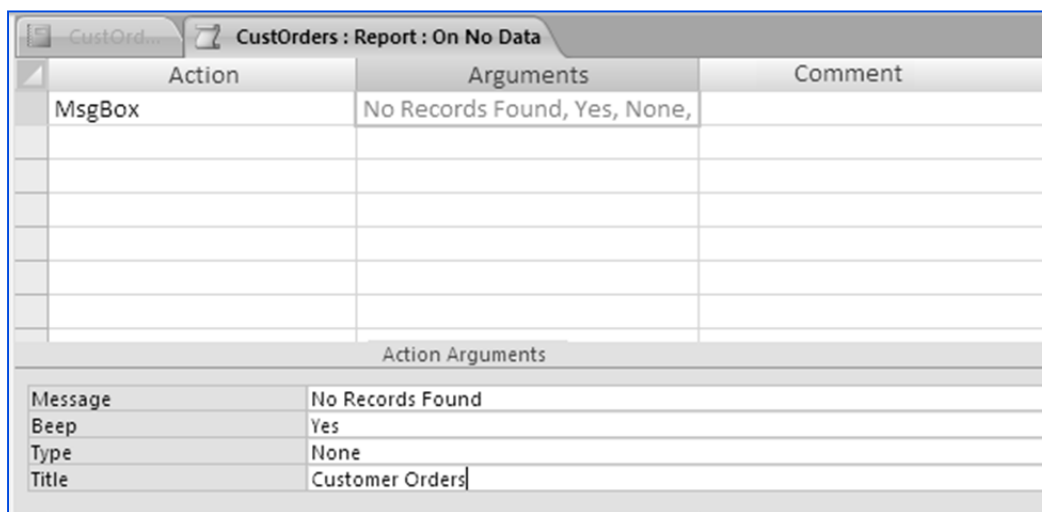 CustOrd... CustOrders : Report : On No Data
Action Arguments Comment
MsgBox No Records Found, Yes, None,
Action Arguments
Message No Records Found
Beep Yes
Type None
Title Customer Orders